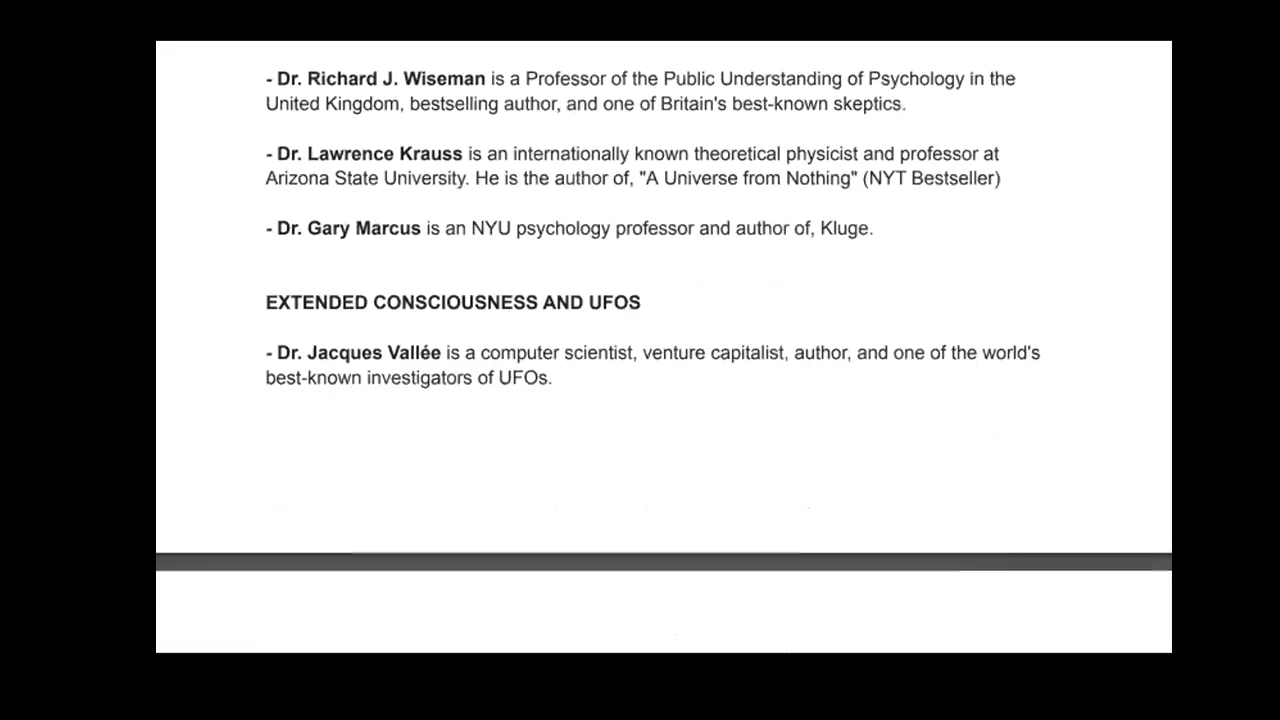 - Dr. Richard J. Wiseman is a Professor of the Public Understanding of Psychology in the
United Kingdom, bestselling author, and one of Britain's best-known skeptics.
- Dr. Lawrence Krauss is an internationally known theoretical physicist and professor at
Arizona State University. He is the author of, "A Universe from Nothing" (NYT Bestseller)
- Dr. Gary Marcus is an NYU psychology professor and author of, Kluge.
EXTENDED CONSCIOUSNESS AND UFOS
- Dr. Jacques Vallée is a computer scientist, venture capitalist, author, and one of the world's
best-known investigators of UFOs.